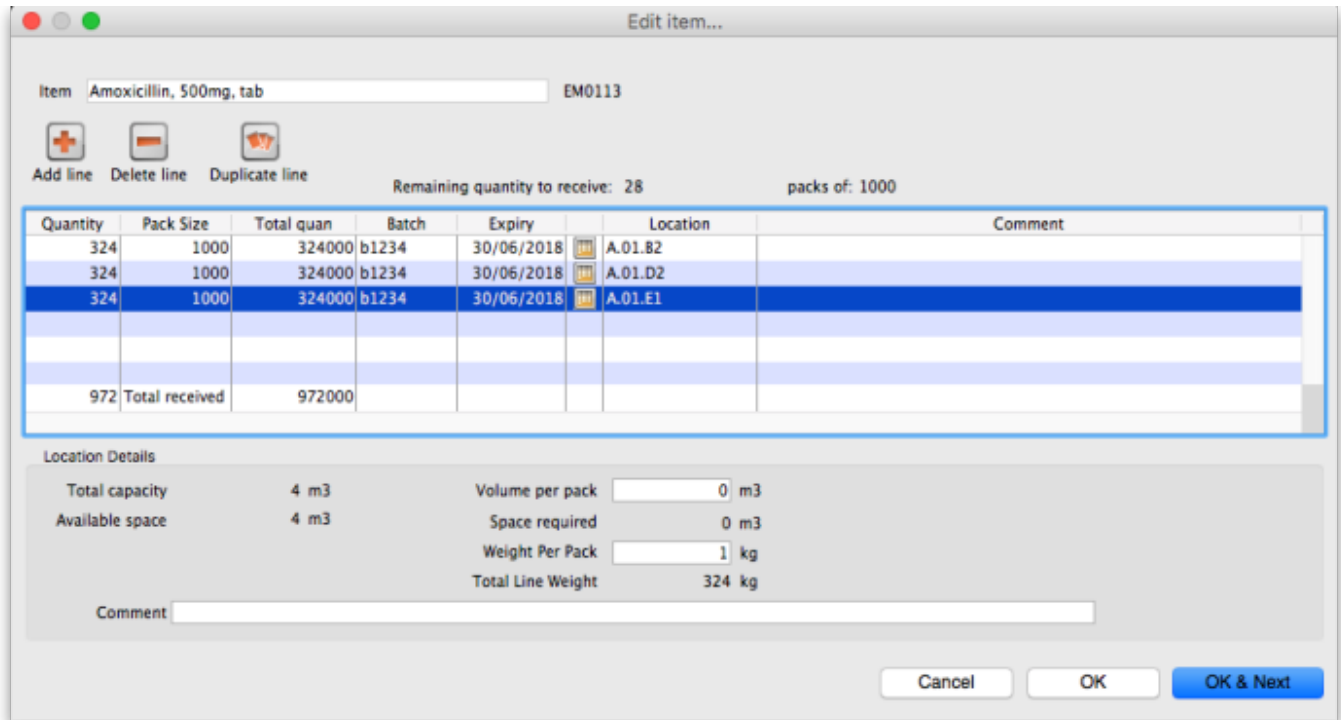 Edit item...
Item Amoxicillin, 500mg, tab EM0113
Add line Delete line Duplicate line
Remaining quantity to receive: 28 packs of: 1000
Quantity Pack Size Total quan Batch Expiry Location Comment
324 1000 324000 b1234 30/06/2018 A.01.B2
324 1000 324000 b1234 30/06/2018 A.01.D2
324 1000 324000 b1234 30/06/2018 A.01.E1
972 Total received 972000
Location Details
Total capacity 4 m3 Volume per pack 0 m3
Available space 4 m3 Space required 0 m3
Weight Per Pack 1 kg
Total Line Weight 324 kg
Comment
Cancel OK OK & Next